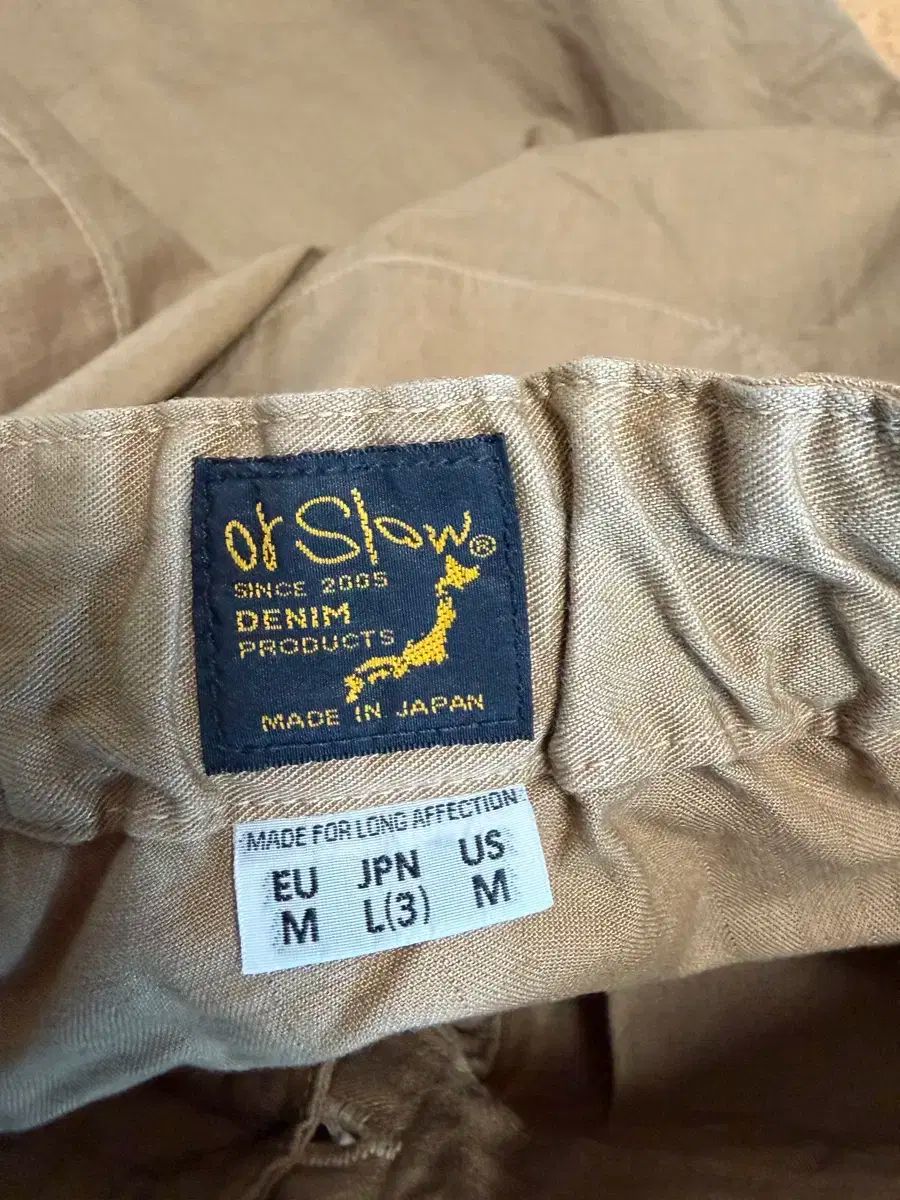 or Slow®
SINCE 2005
DENIM
PRODUCTS
MADE IN JAPAN
MADE FOR LONG AFFECTION
EU JPN US
M L(3) M